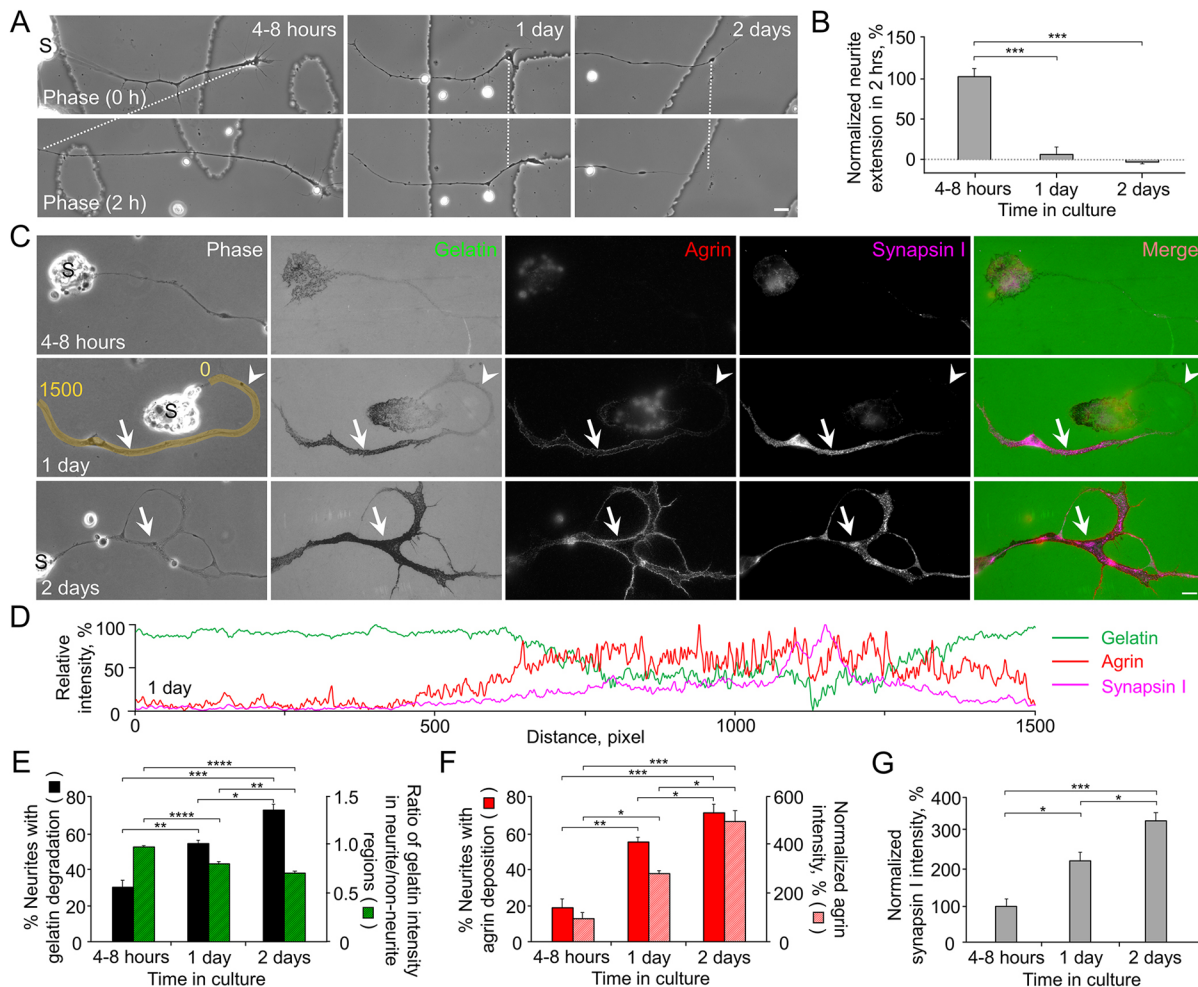 A
S
4-8 hours
1 day
2 days
Phase (0 h)
Phase (2 h)
B
Normalized neurite
extension in 2 hrs, %
***
***
150
100
50
0
4-8 hours
1 day
2 days
Time in culture
C
Phase
Gelatin
Agrin
Synapsin I
Merge
S
4-8 hours
0
1500
S
1 day
S
2 days
D
Relative
intensity, %
100
50
0
1 day
0
500
1000
1500
Distance, pixel
Gelatin
Agrin
Synapsin I
E
% Neurites with
gelatin degradation ( )
80
60
40
20
0
****
***
**
*
****
**
1.5
1.0
0.5
0
Ratio of gelatin intensity
in neurite/non-neurite
regions ( )
4-8 hours
1 day
2 days
Time in culture
F
% Neurites with
agrin deposition ( )
80
60
40
20
0
***
***
*
*
*
**
600
400
200
0
Normalized agrin
intensity, % ( )
4-8 hours
1 day
2 days
Time in culture
G
Normalized
synapsin I intensity, %
400
300
200
100
0
***
*
*
4-8 hours
1 day
2 days
Time in culture